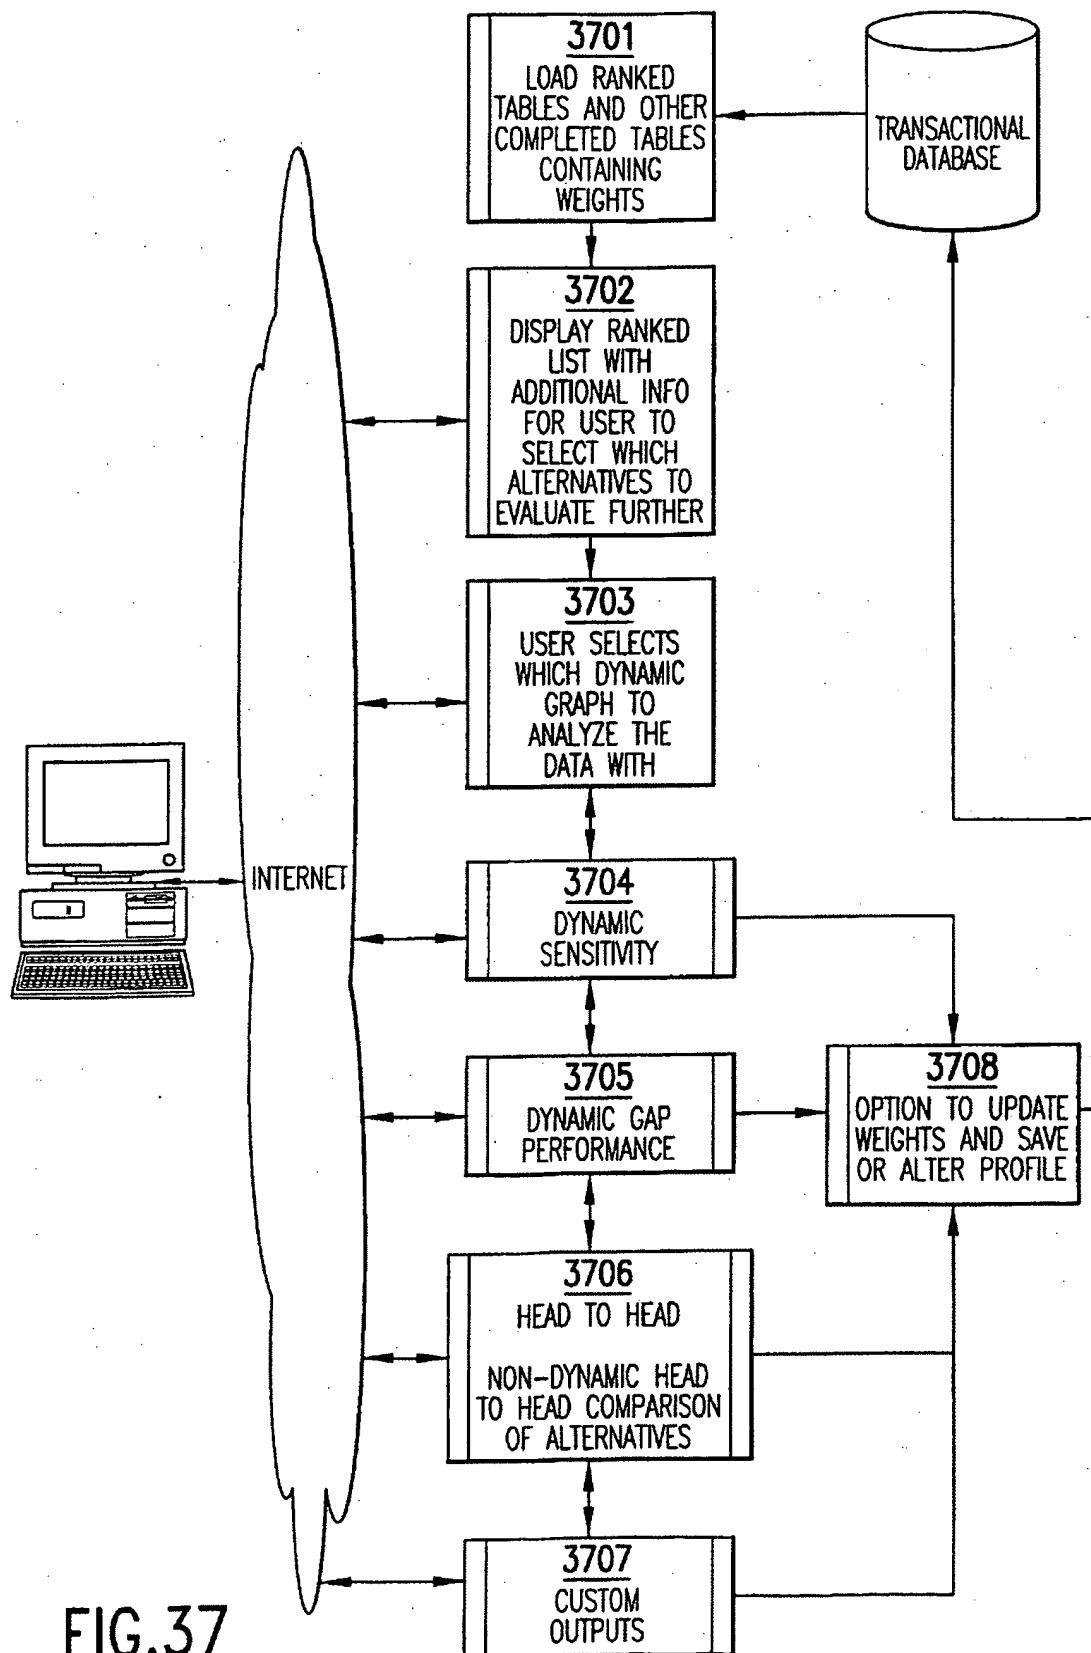 3701
LOAD RANKED
TABLES AND OTHER
COMPLETED TABLES
CONTAINING
WEIGHTS
TRANSACTIONAL
DATABASE
3702
DISPLAY RANKED
LIST WITH
ADDITIONAL INFO
FOR USER TO
SELECT WHICH
ALTERNATIVES TO
EVALUATE FURTHER
3703
USER SELECTS
WHICH DYNAMIC
GRAPH TO
ANALYZE THE
DATA WITH
INTERNET
3704
DYNAMIC
SENSITIVITY
3705
DYNAMIC GAP
PERFORMANCE
3708
OPTION TO UPDATE
WEIGHTS AND SAVE
OR ALTER PROFILE
3706
HEAD TO HEAD
NON-DYNAMIC HEAD
TO HEAD COMPARISON
OF ALTERNATIVES
3707
CUSTOM
OUTPUTS
FIG.37